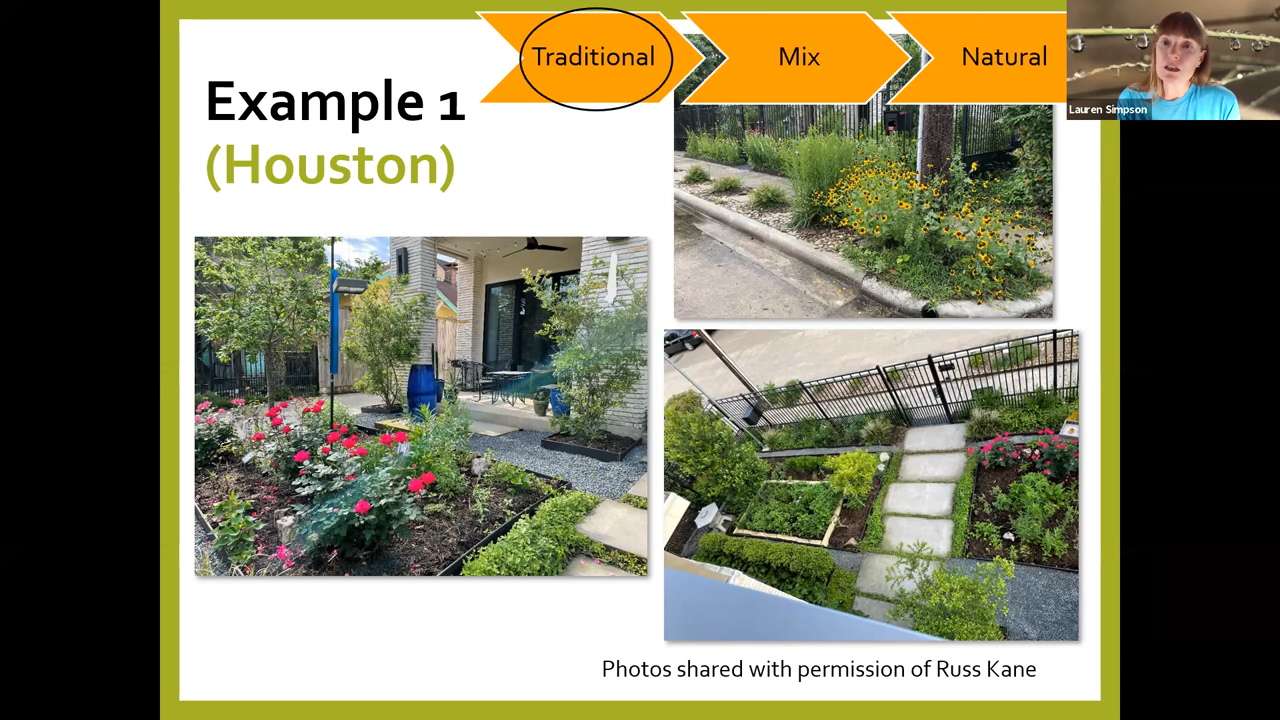 Traditional
Mix
Natural
Lauren Simpson
Example 1
(Houston)
Photos shared with permission of Russ Kane